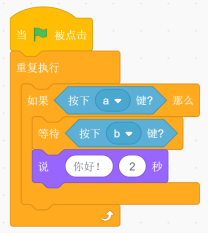 当 被点击
重复执行
如果 按下 a 键? 那么
等待 按下 b 键?
说 你好! 2 秒